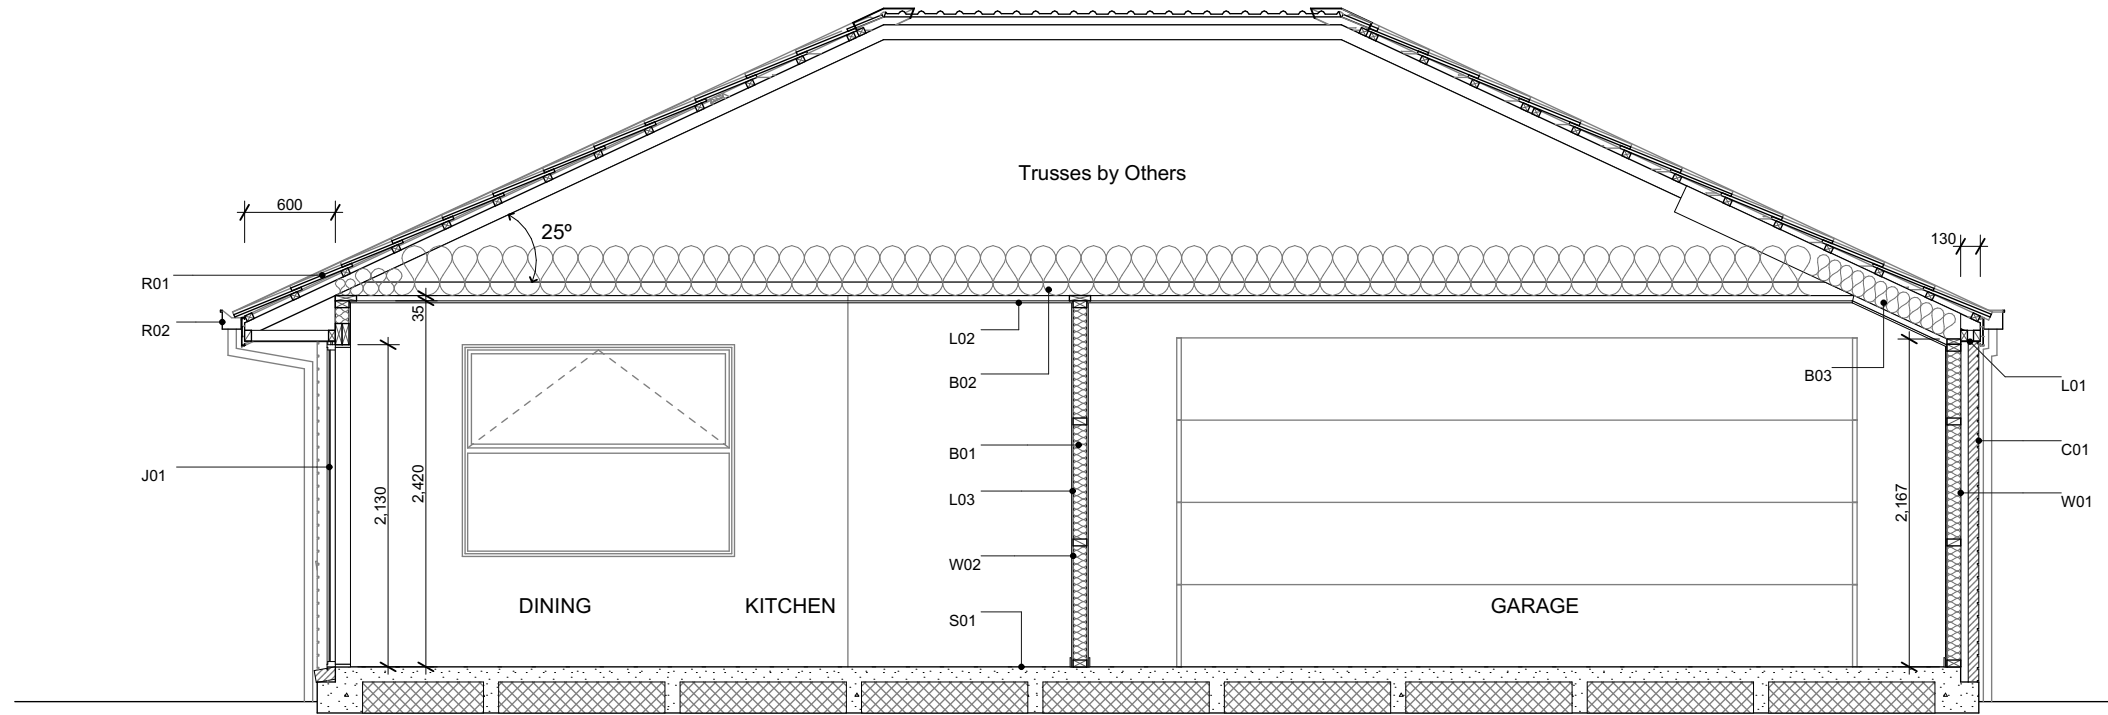 Trusses by Others
600
25º
130
R01
R02
35
L02
B02
B03
L01
J01
B01
C01
2,130
2,420
L03
2,167
W01
W02
DINING
KITCHEN
GARAGE
S01